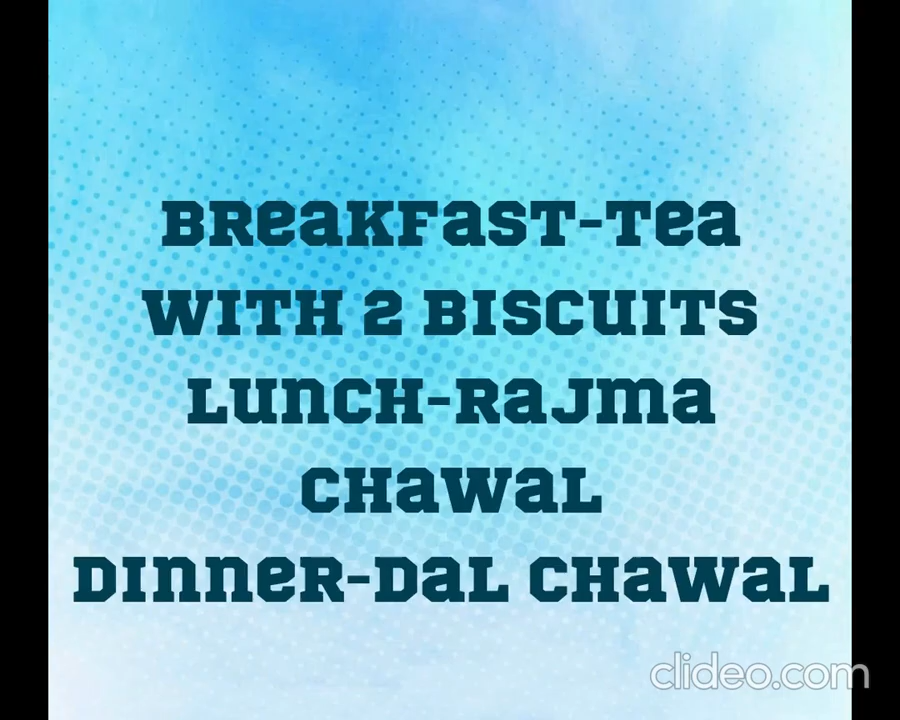 BREAKFAST-TEA
WITH 2 BISCUITS
LUNCH-RAJMA
CHAWAL
DINNER-DAL CHAWAL
clideo.com